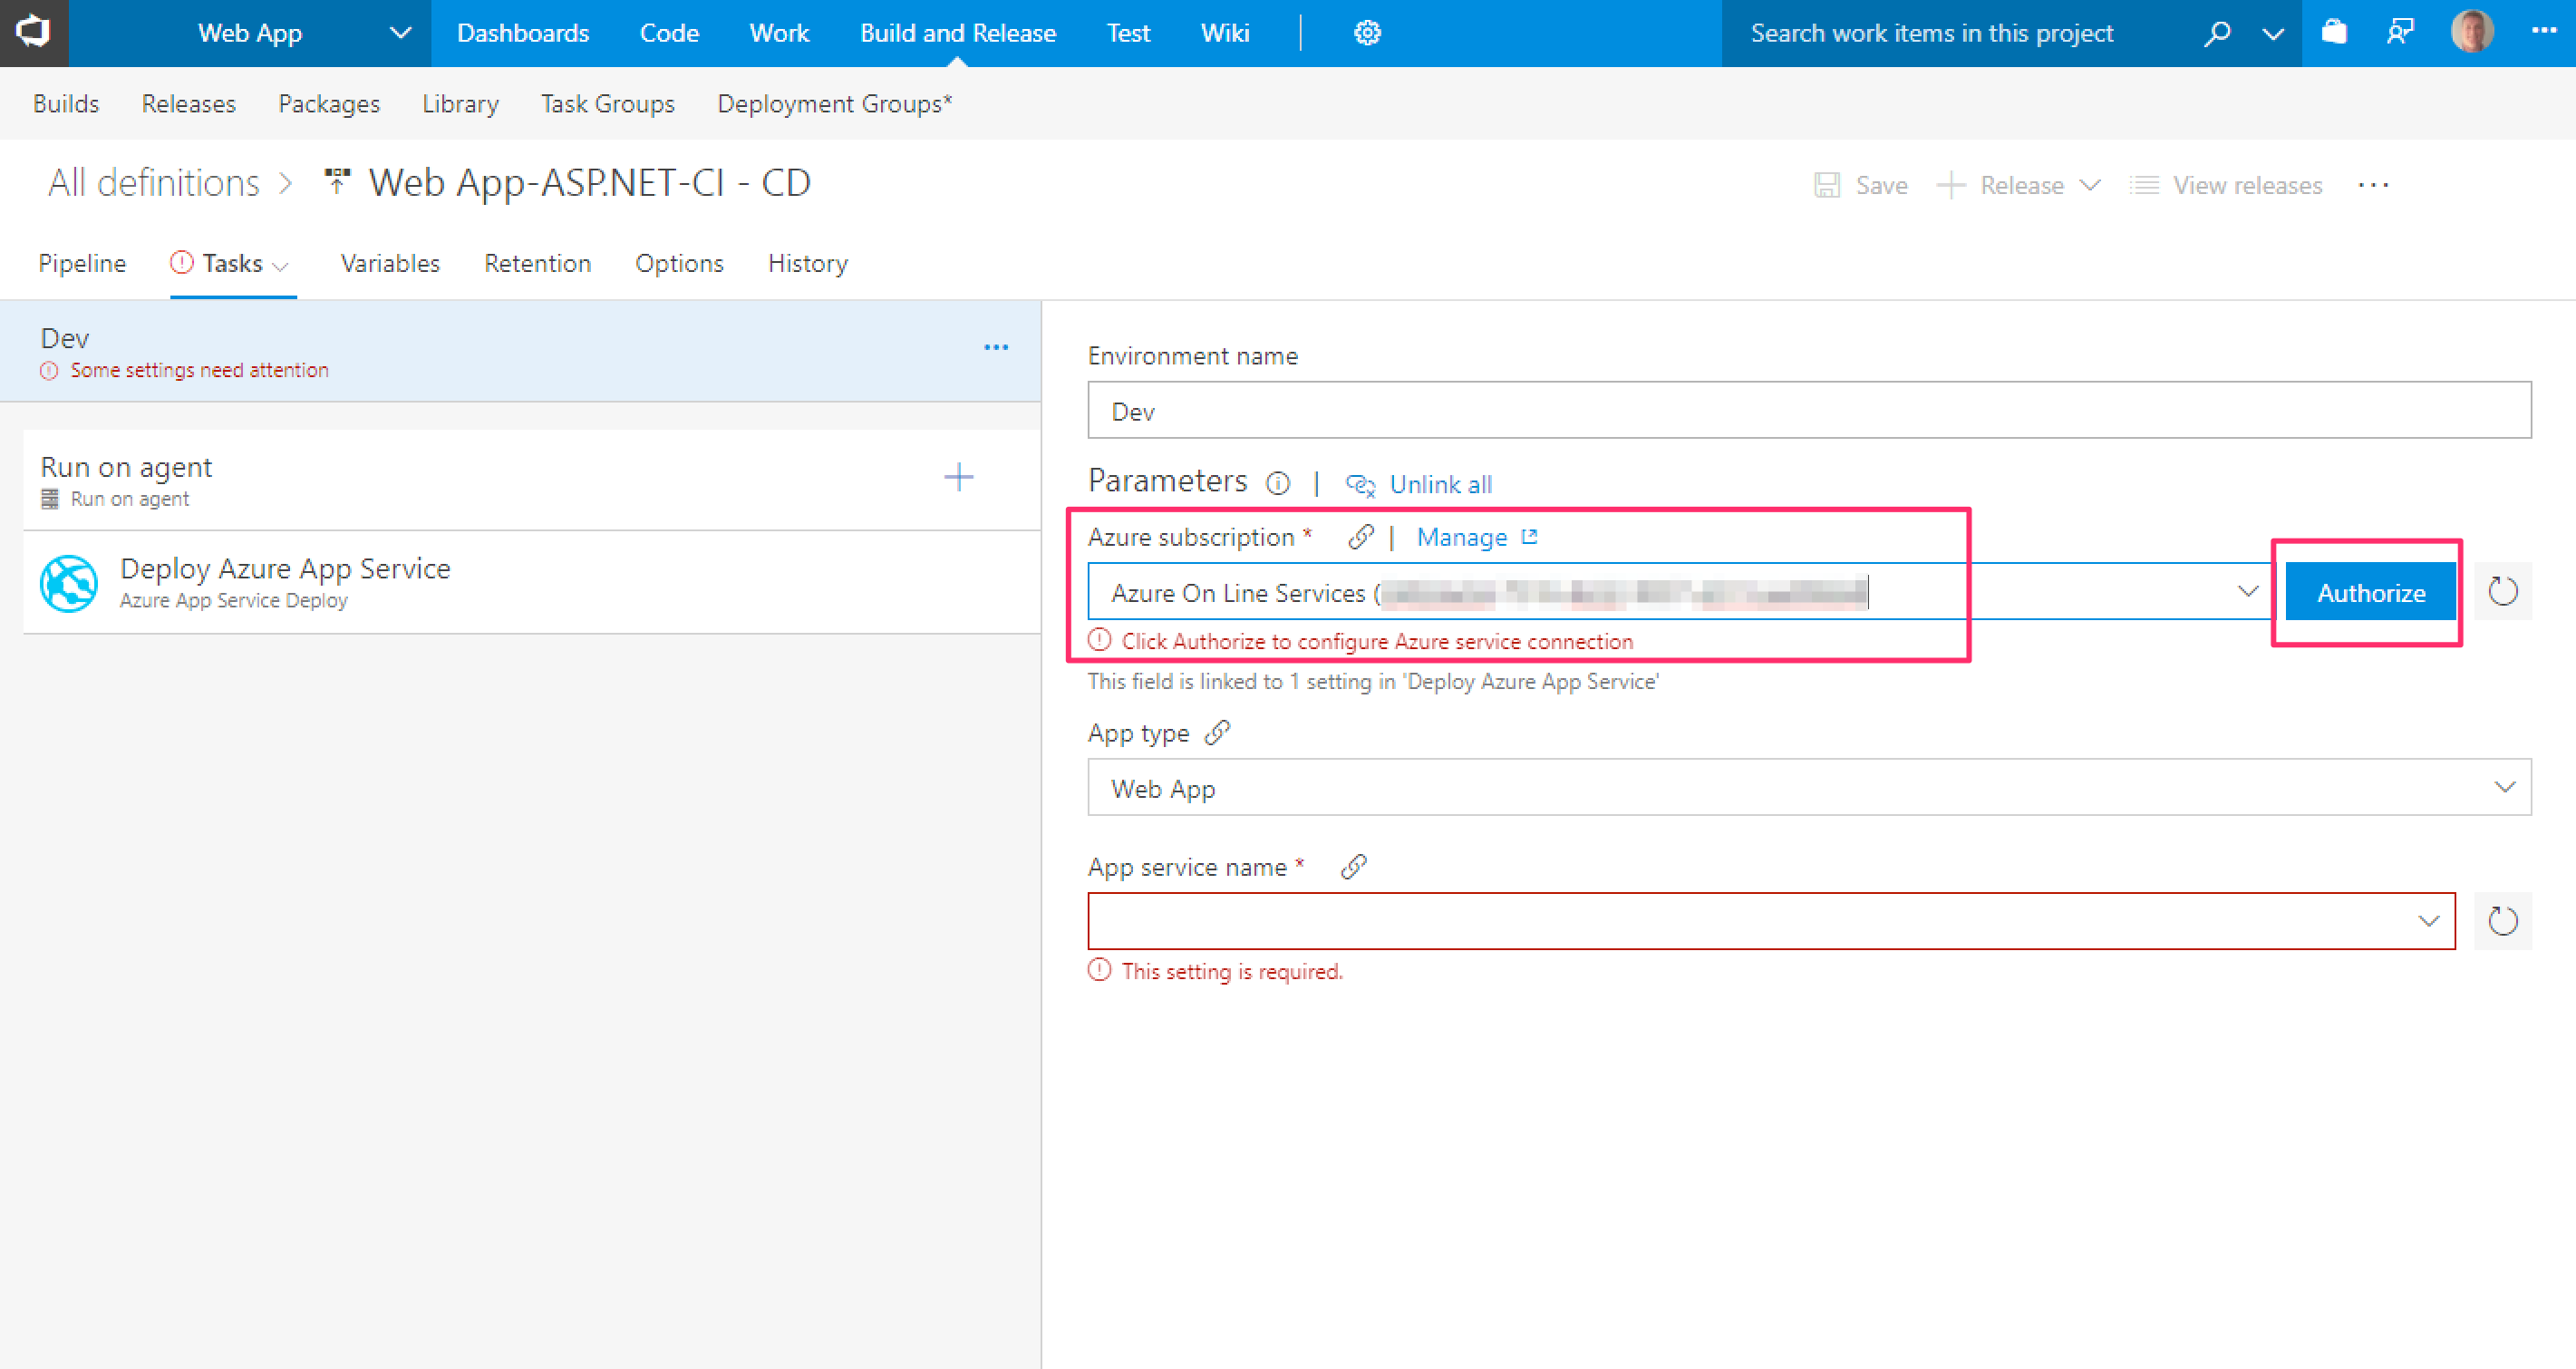 Web App Dashboards Code Work Build and Release Test Wiki Search work items in this project
Builds Releases Packages Library Task Groups Deployment Groups*
All definitions > Web App-ASP.NET-CI - CD Save Release View releases ...
Pipeline Tasks Variables Retention Options History
Dev
Some settings need attention
Run on agent
Run on agent
Deploy Azure App Service
Azure App Service Deploy
Environment name
Dev
Parameters | Unlink all
Azure subscription * | Manage
Azure On Line Services (
Authorize
Click Authorize to configure Azure service connection
This field is linked to 1 setting in 'Deploy Azure App Service'
App type
Web App
App service name *
This setting is required.